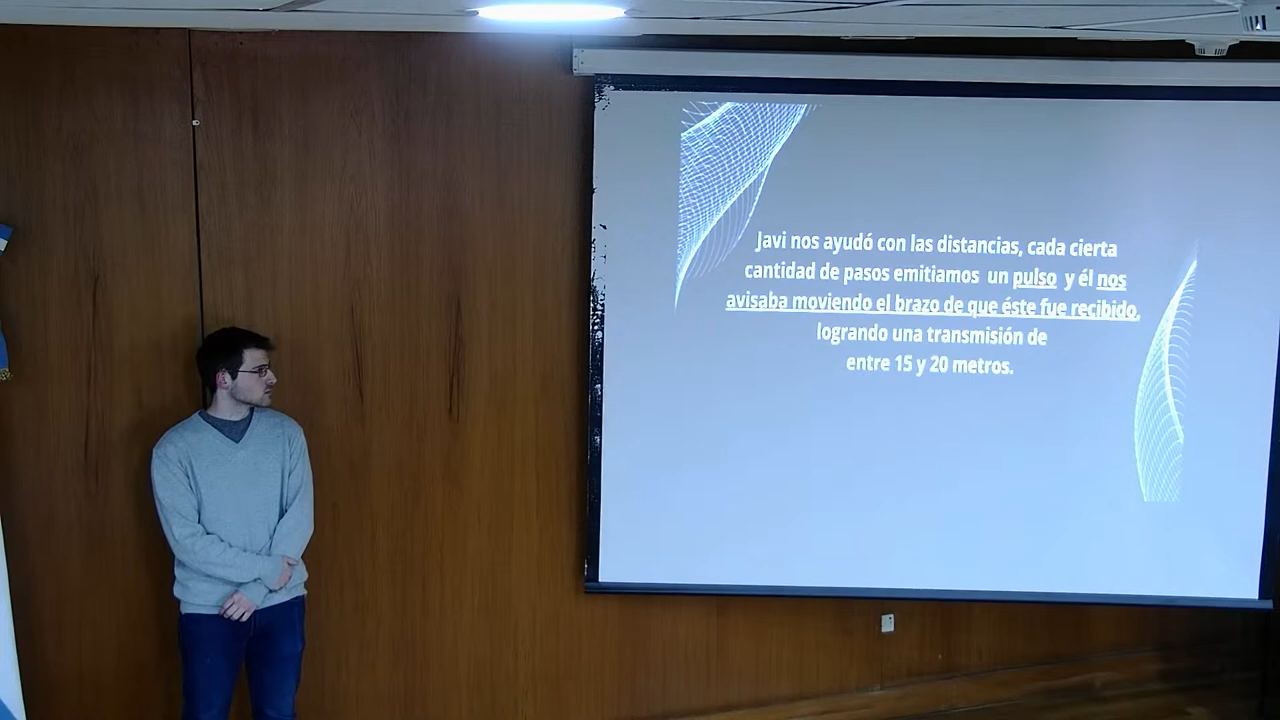 Javi nos ayudó con las distancias, cada cierta
cantidad de pasos emitiamos un pulso y él nos
avisaba moviendo el brazo de que éste fue recibido,
logrando una transmisión de
entre 15 y 20 metros.